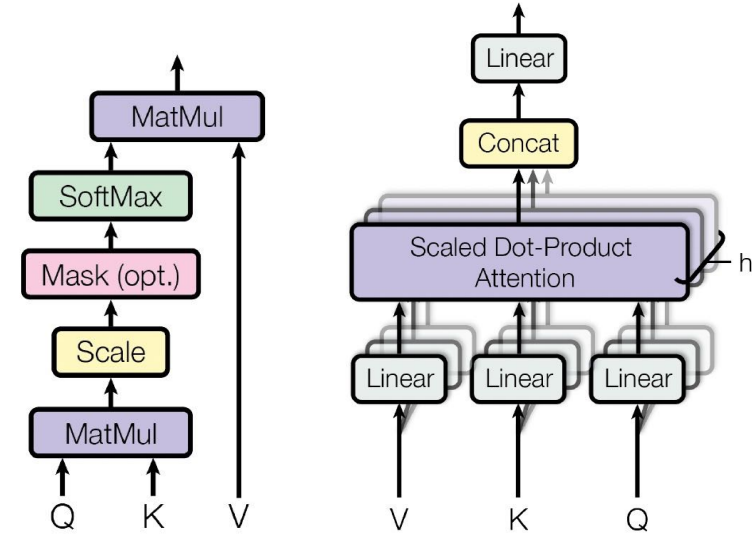 MatMul
SoftMax
Mask (opt.)
Scale
MatMul
Q K V
Linear
Concat
Scaled Dot-Product
Attention
h
Linear Linear Linear
V K Q